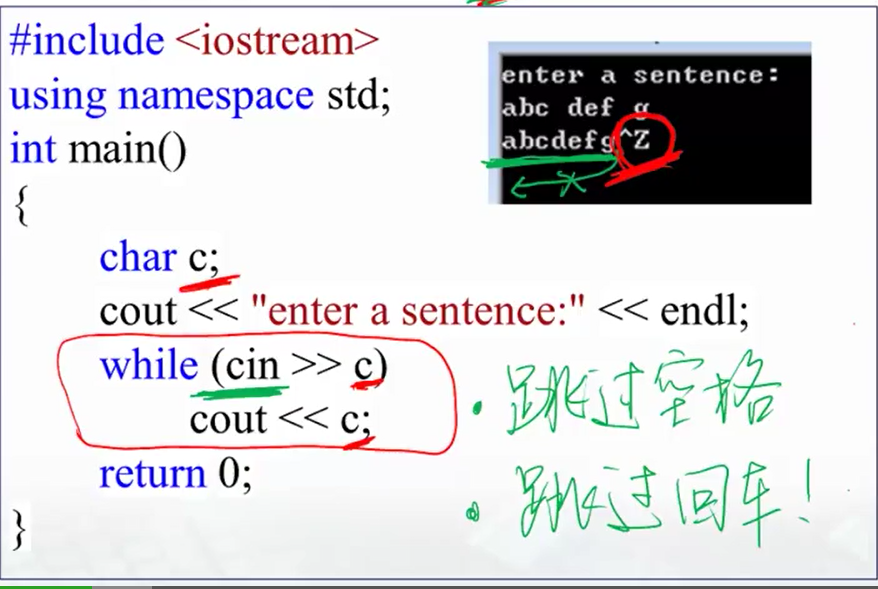 #include <iostream>
using namespace std;
int main()
{
char c;
cout << "enter a sentence:" << endl;
while (cin >> c)
cout << c;
return 0;
}
enter a sentence:
abc def g
abcdefg^Z
· 跳过空格
· 跳过回车！